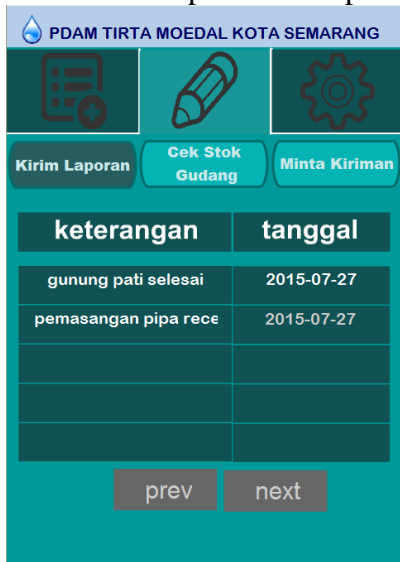 PDAM TIRTA MOEDAL KOTA SEMARANG
Kirim Laporan
Cek Stok
Gudang
Minta Kiriman
keterangan tanggal
gunung pati selesai 2015-07-27
pemasangan pipa rece 2015-07-27
prev next